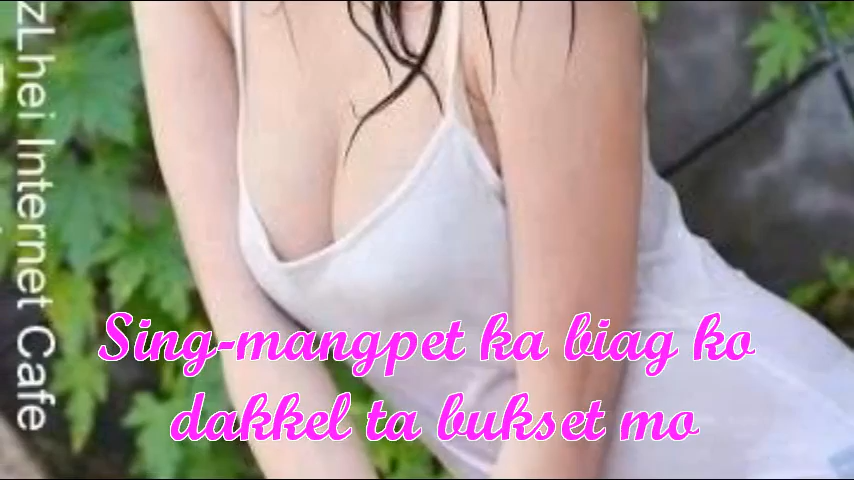 zLhei Internet Cafe
Sing-mangpet ka biag ko
dakkel ta bukset mo